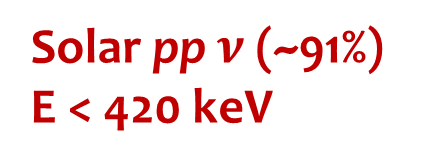 Solar pp ν (~91%)
E < 420 keV